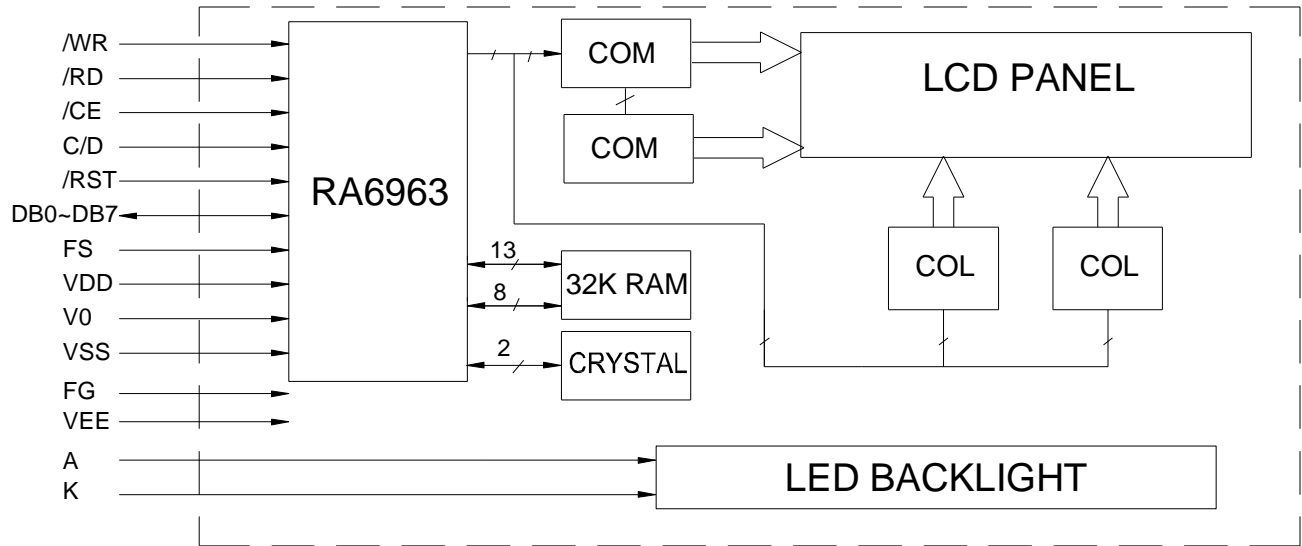 /WR
/RD
/CE
C/D
/RST
DB0~DB7
FS
VDD
V0
VSS
FG
VEE
A
K
RA6963
COM
COM
LCD PANEL
13
8
32K RAM
2
CRYSTAL
COL
COL
LED BACKLIGHT